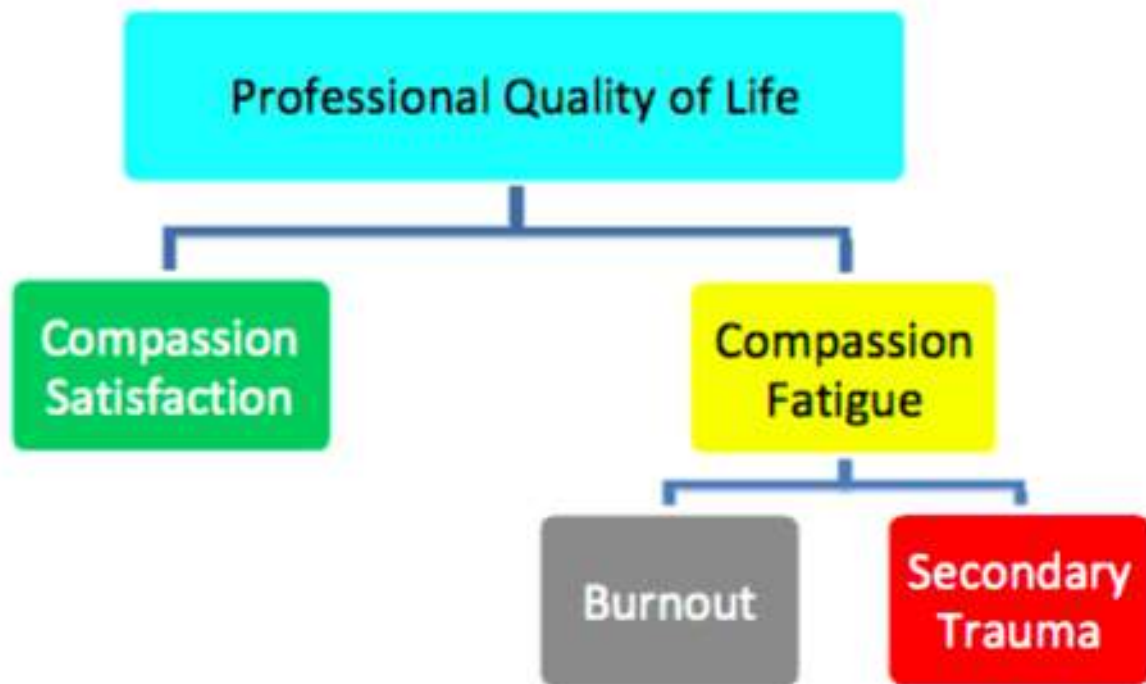 Professional Quality of Life
Compassion
Satisfaction
Compassion
Fatigue
Burnout
Secondary
Trauma